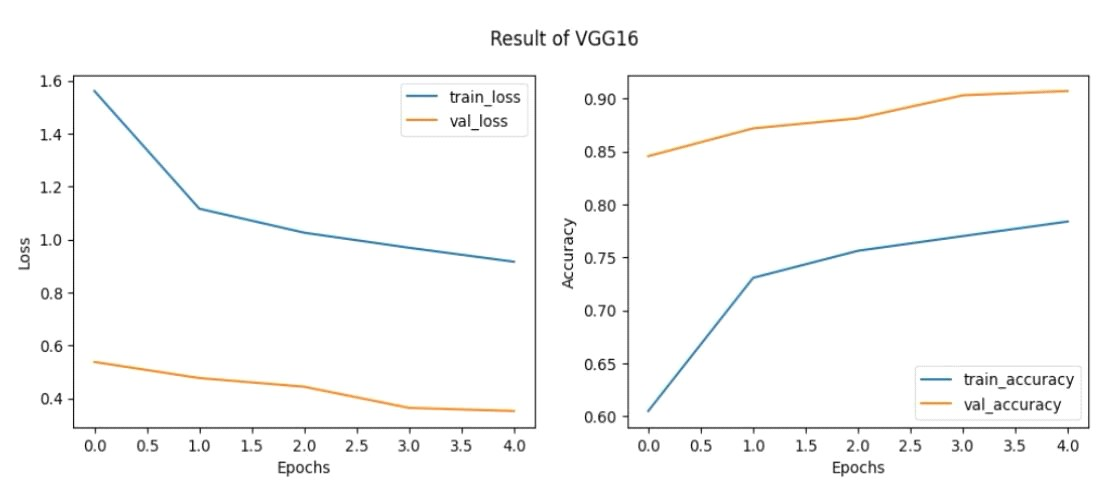 Result of VGG16
1.6
1.4
1.2
1.0
0.8
0.6
0.4
Loss
train_loss
val_loss
0.0 0.5 1.0 1.5 2.0 2.5 3.0 3.5 4.0
Epochs
0.90
0.85
0.80
0.75
0.70
0.65
0.60
Accuracy
train_accuracy
val_accuracy
0.0 0.5 1.0 1.5 2.0 2.5 3.0 3.5 4.0
Epochs